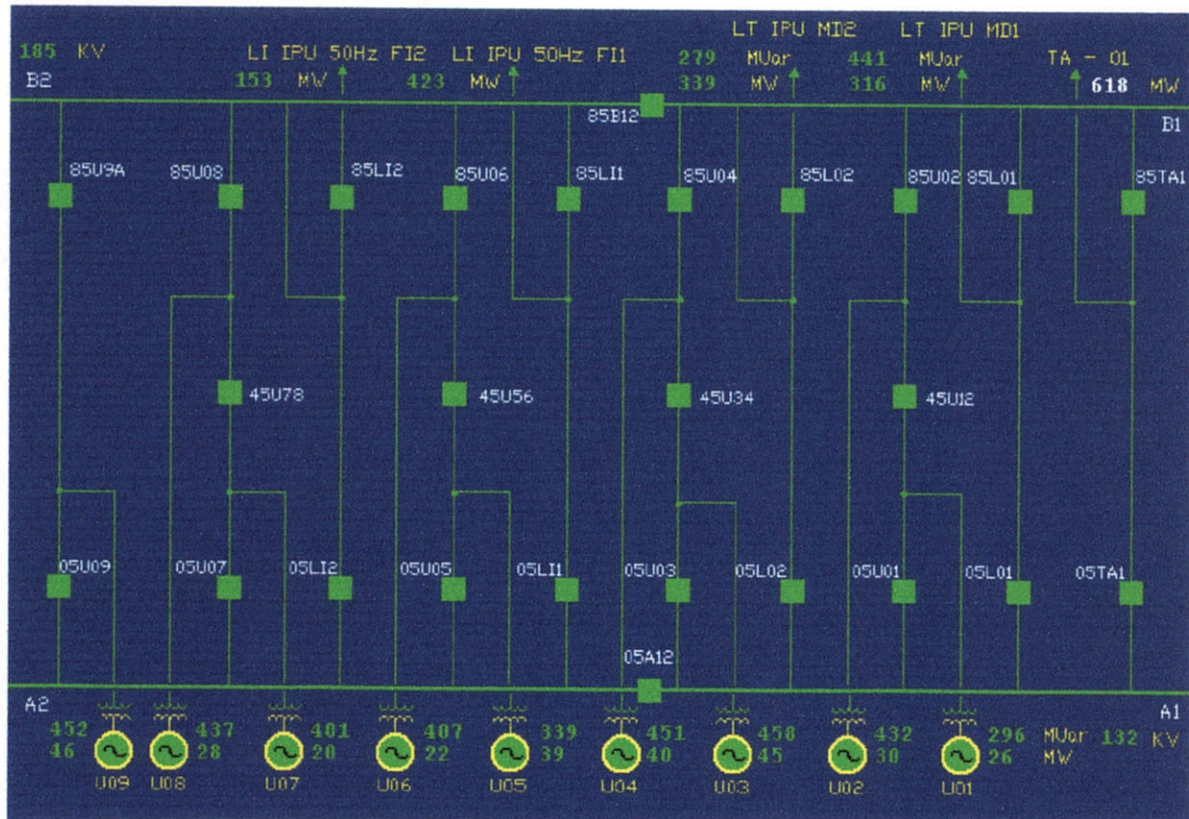 LT IPU MD2 LT IPU MD1
185 KV LI IPU 50Hz FI2 LI IPU 50Hz FI1 279 MUar 441 MUar TA - 01
B2 153 MW 423 MW 339 MW 316 MW 618 MW
85B12 B1
85U9A 85U08 85LI2 85U06 85LI1 85U04 85L02 85U02 85L01 85TA1
45U78 45U56 45U34 45U12
05U09 05U07 05LI2 05U05 05LI1 05U03 05L02 05U01 05L01 05TA1
05A12
A2 A1
452 437 401 407 339 451 458 432 296 MUar 132 KV
46 28 20 22 39 40 45 30 26 MW
U09 U08 U07 U06 U05 U04 U03 U02 U01